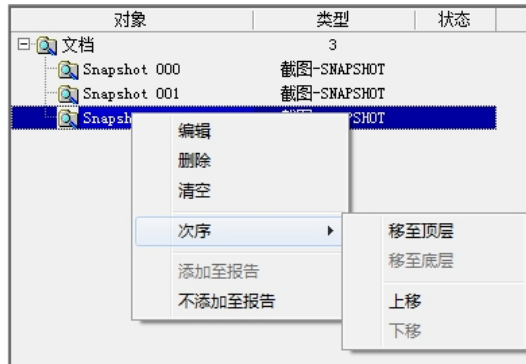 对象 类型 状态
文档 3
Snapshot 000 截图-SNAPSHOT
Snapshot 001 截图-SNAPSHOT
编辑
删除
清空
次序
移至顶层
移至底层
添加至报告
不添加至报告
上移
下移